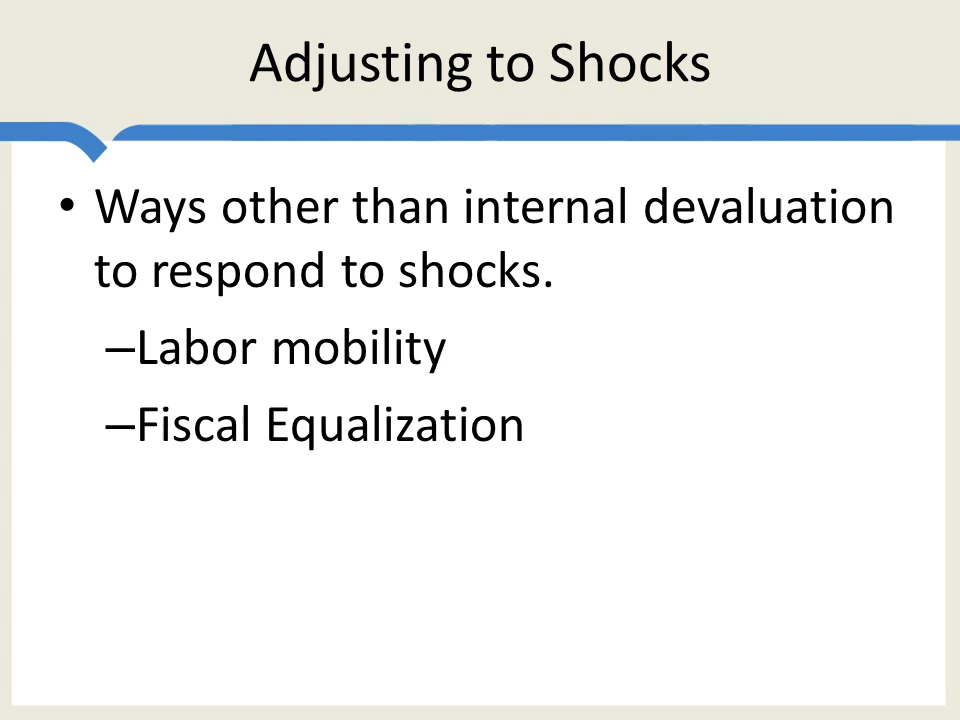 Adjusting to Shocks
• Ways other than internal devaluation
to respond to shocks.
–Labor mobility
–Fiscal Equalization